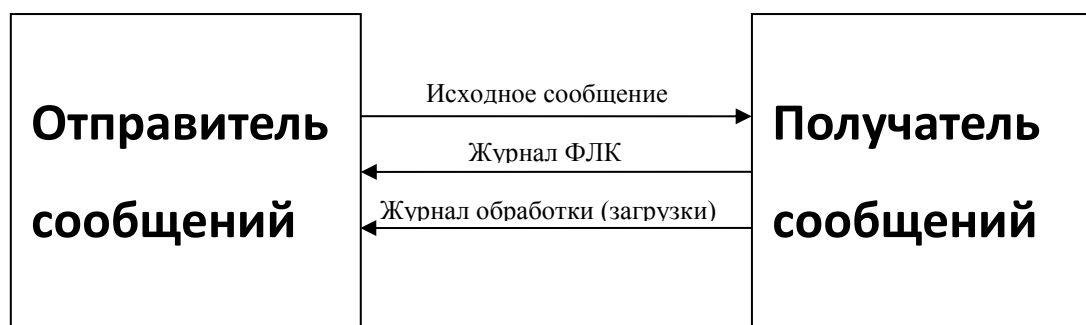 Отправитель
сообщений
Исходное сообщение
Журнал ФЛК
Журнал обработки (загрузки)
Получатель
сообщений